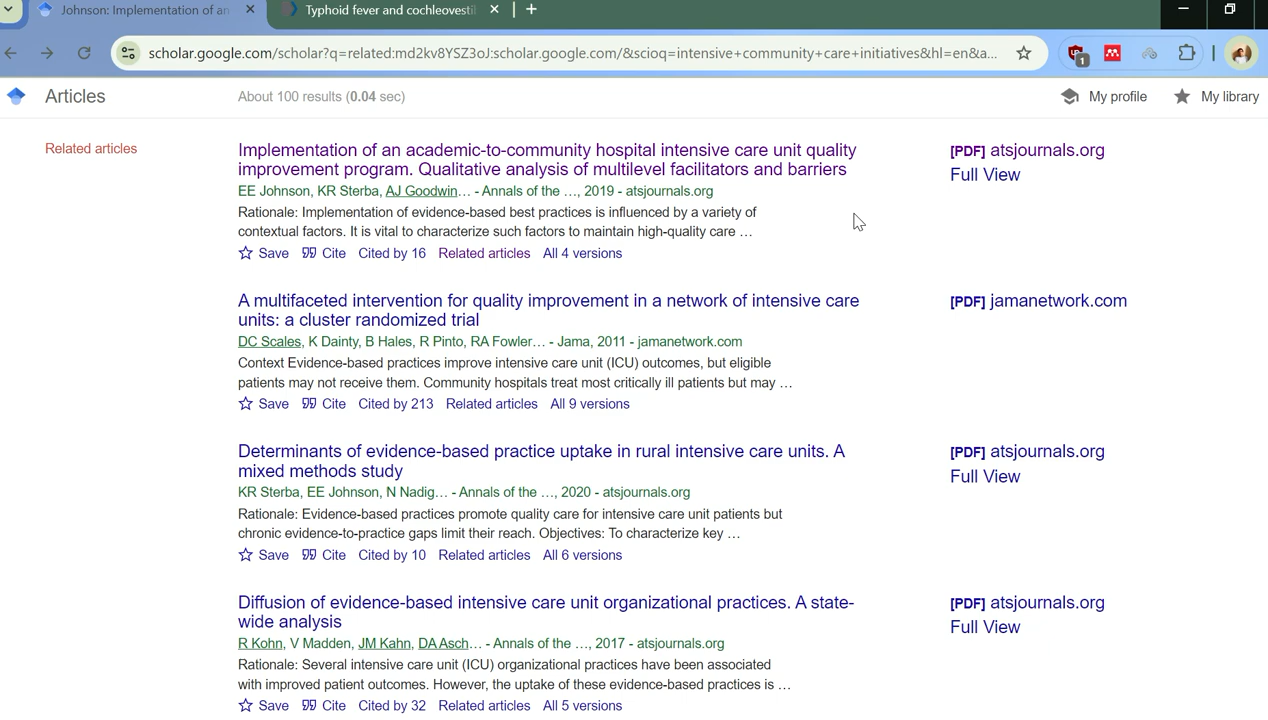 Johnson: Implementation of an
Typhoid fever and cochleovesti
scholar.google.com/scholar?q=related:md2kv8YSZ3oJ:scholar.google.com/&scioq=intensive+community+care+initiatives&hl=en&a...
1
Articles
About 100 results (0.04 sec)
My profile
My library
Related articles
Implementation of an academic-to-community hospital intensive care unit quality
improvement program. Qualitative analysis of multilevel facilitators and barriers
EE Johnson, KR Sterba, AJ Goodwin… - Annals of the …, 2019 - atsjournals.org
Rationale: Implementation of evidence-based best practices is influenced by a variety of
contextual factors. It is vital to characterize such factors to maintain high-quality care …
Save Cite Cited by 16 Related articles All 4 versions
[PDF] atsjournals.org
Full View
A multifaceted intervention for quality improvement in a network of intensive care
units: a cluster randomized trial
DC Scales, K Dainty, B Hales, R Pinto, RA Fowler… - Jama, 2011 - jamanetwork.com
Context Evidence-based practices improve intensive care unit (ICU) outcomes, but eligible
patients may not receive them. Community hospitals treat most critically ill patients but may …
Save Cite Cited by 213 Related articles All 9 versions
[PDF] jamanetwork.com
Determinants of evidence-based practice uptake in rural intensive care units. A
mixed methods study
KR Sterba, EE Johnson, N Nadig… - Annals of the …, 2020 - atsjournals.org
Rationale: Evidence-based practices promote quality care for intensive care unit patients but
chronic evidence-to-practice gaps limit their reach. Objectives: To characterize key …
Save Cite Cited by 10 Related articles All 6 versions
[PDF] atsjournals.org
Full View
Diffusion of evidence-based intensive care unit organizational practices. A state-
wide analysis
R Kohn, V Madden, JM Kahn, DA Asch… - Annals of the …, 2017 - atsjournals.org
Rationale: Several intensive care unit (ICU) organizational practices have been associated
with improved patient outcomes. However, the uptake of these evidence-based practices is …
Save Cite Cited by 32 Related articles All 5 versions
[PDF] atsjournals.org
Full View